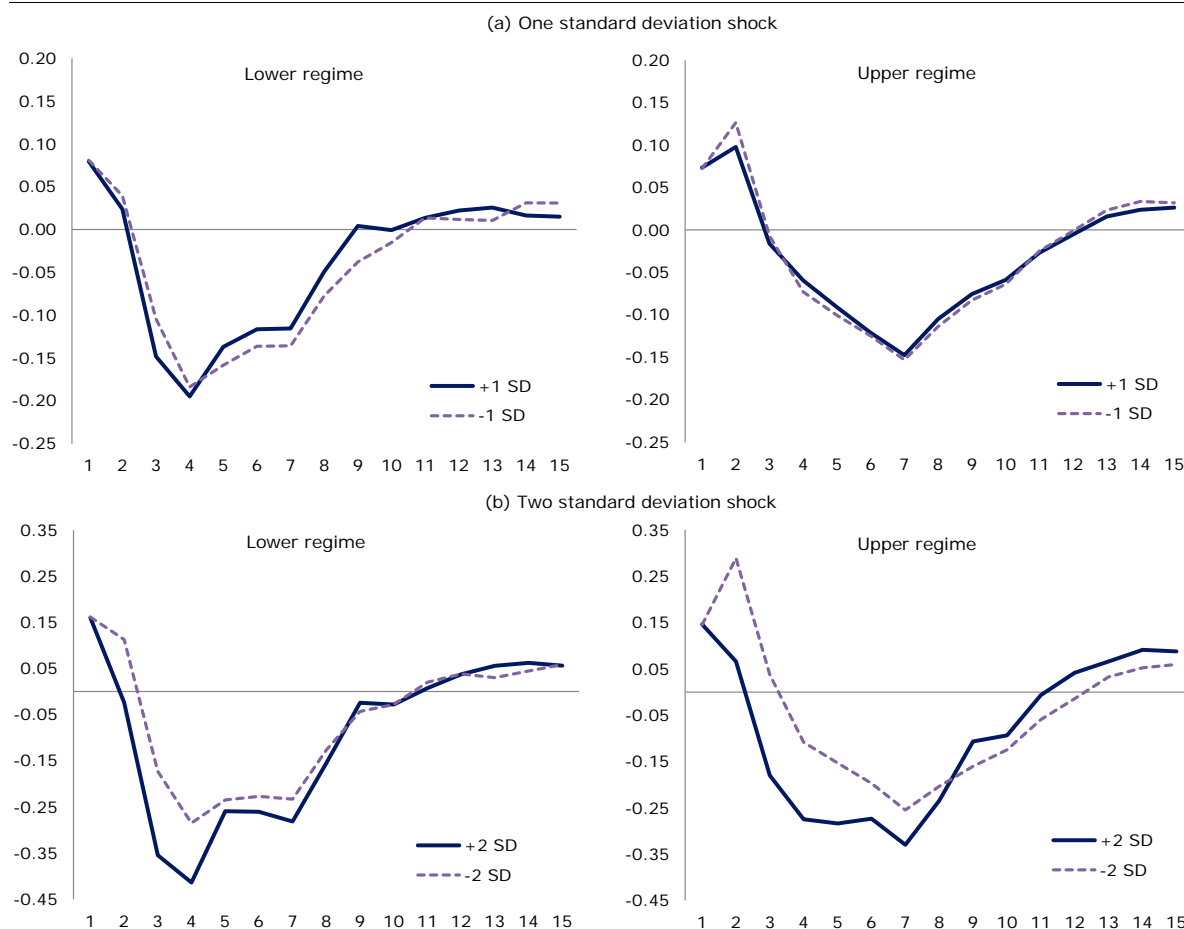 (a) One standard deviation shock
Lower regime
0.20
0.15
0.10
0.05
0.00
-0.05
-0.10
-0.15
-0.20
-0.25
+1 SD
-1 SD
1 2 3 4 5 6 7 8 9 10 11 12 13 14 15
Upper regime
0.20
0.15
0.10
0.05
0.00
-0.05
-0.10
-0.15
-0.20
-0.25
+1 SD
-1 SD
1 2 3 4 5 6 7 8 9 10 11 12 13 14 15
(b) Two standard deviation shock
Lower regime
0.35
0.25
0.15
0.05
-0.05
-0.15
-0.25
-0.35
-0.45
+2 SD
-2 SD
1 2 3 4 5 6 7 8 9 10 11 12 13 14 15
Upper regime
0.35
0.25
0.15
0.05
-0.05
-0.15
-0.25
-0.35
-0.45
+2 SD
-2 SD
1 2 3 4 5 6 7 8 9 10 11 12 13 14 15